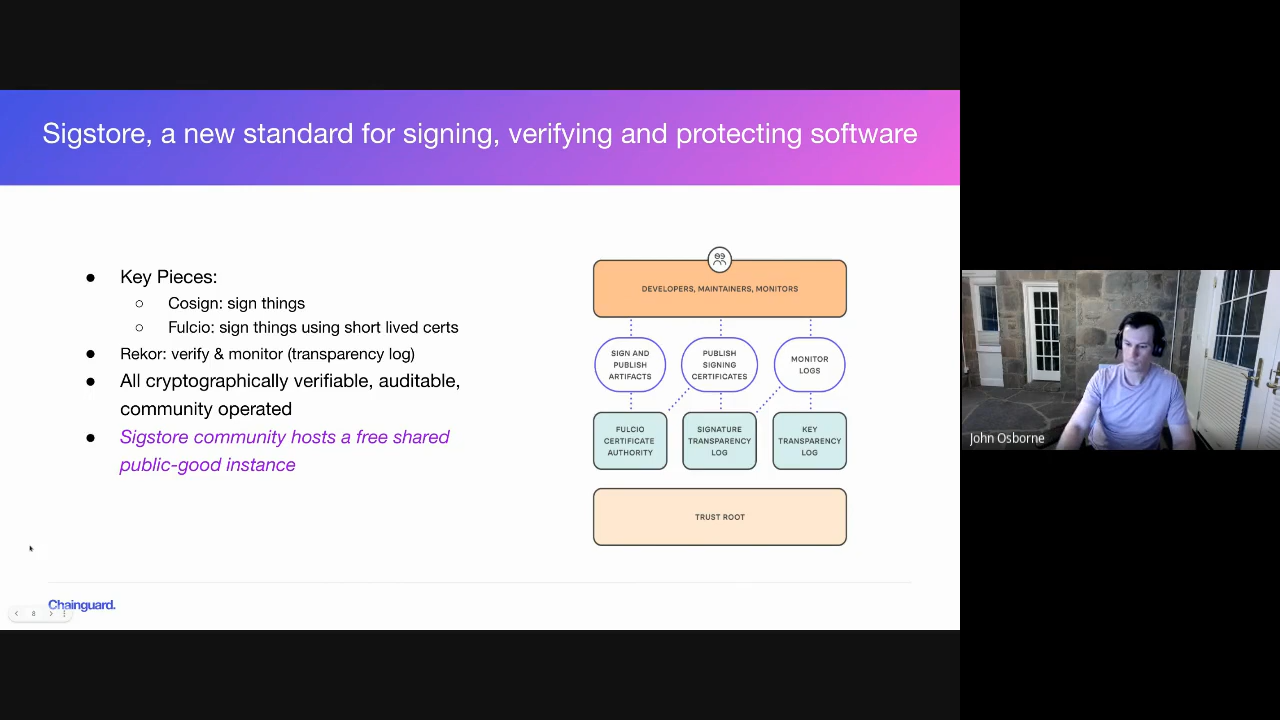 Sigstore, a new standard for signing, verifying and protecting software
● Key Pieces:
○ Cosign: sign things
○ Fulcio: sign things using short lived certs
● Rekor: verify & monitor (transparency log)
● All cryptographically verifiable, auditable,
community operated
● Sigstore community hosts a free shared
public-good instance
DEVELOPERS, MAINTAINERS, MONITORS
SIGN AND
PUBLISH
ARTIFACTS
PUBLISH
SIGNING
CERTIFICATES
MONITOR
LOGS
FULCIO
CERTIFICATE
AUTHORITY
SIGNATURE
TRANSPARENCY
LOG
KEY
TRANSPARENCY
LOG
TRUST ROOT
Chainguard.
8
John Osborne